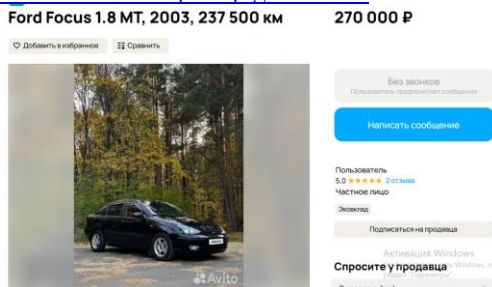 Ford Focus 1.8 MT, 2003, 237 500 км
270 000 ₽
Добавить в избранное
Сравнить
Без звонков
Пользователь предпочитает сообщения
Написать сообщение
Пользователь
5,0 ★★★★★ 2 отзыва
Частное лицо
Эковклад
Подписаться на продавца
Активация Windows
Спросите у продавца
Avito